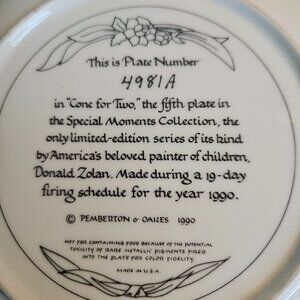 This is Plate Number
4981A
in "Cone for Two," the fifth plate in
the Special Moments Collection, the
only limited-edition series of its kind
by America's beloved painter of children,
Donald Zolan. Made during a 19-day
firing schedule for the year 1990.
© PEMBERTON & OAKES 1990
NOT FOR CONTAINING FOOD BECAUSE OF THE POTENTIAL
TOXICITY OF RARE METALLIC PIGMENTS FIRED
INTO THE PLATE FOR COLOR FIDELITY.
MADE IN U.S.A